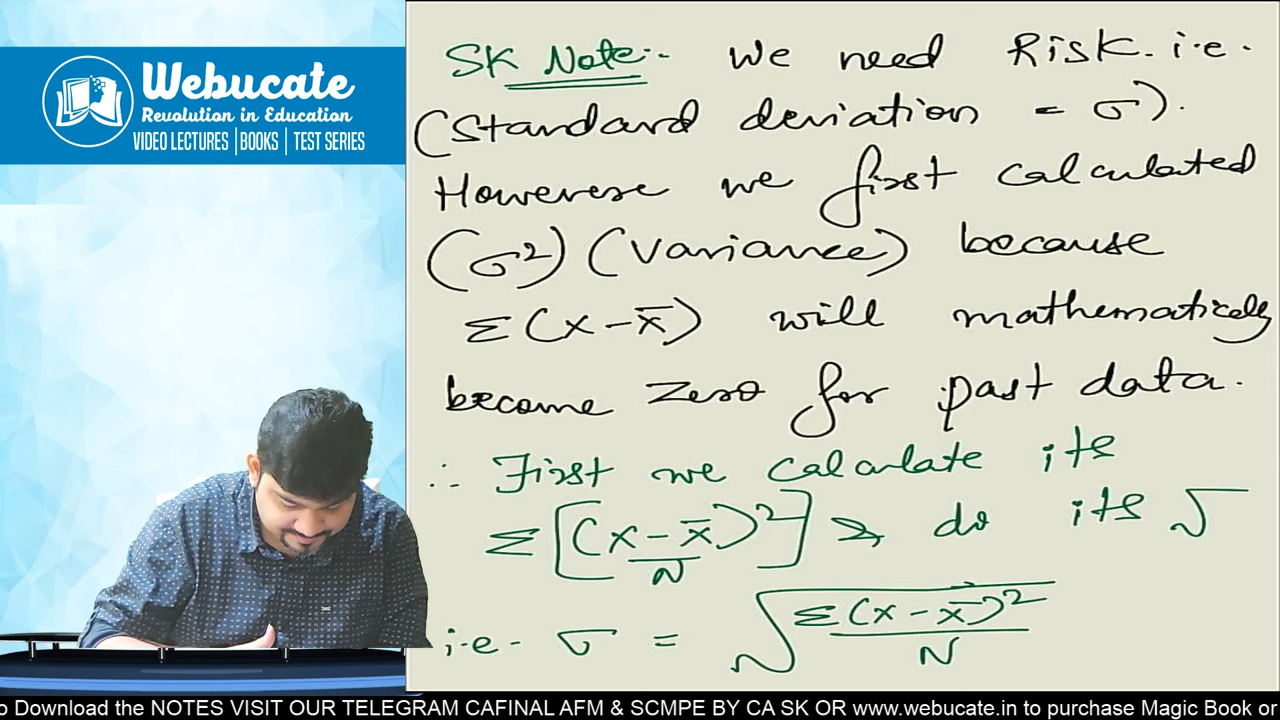 Webucate
Revolution in Education
VIDEO LECTURES | BOOKS | TEST SERIES
SK Note:- We need Risk. i.e.
(Standard deviation = σ).
Howerese we first calculated
(σ²) (Variance) because
Σ(x-x̄) will mathematically
become Zero for past data.
∴ First we calculate its
Σ[(x-x̄)²/N] & do its √
i.e. σ = √Σ(x-x̄)²/N
o Download the NOTES VISIT OUR TELEGRAM CAFINAL AFM & SCMPE BY CA SK OR www.webucate.in to purchase Magic Book or